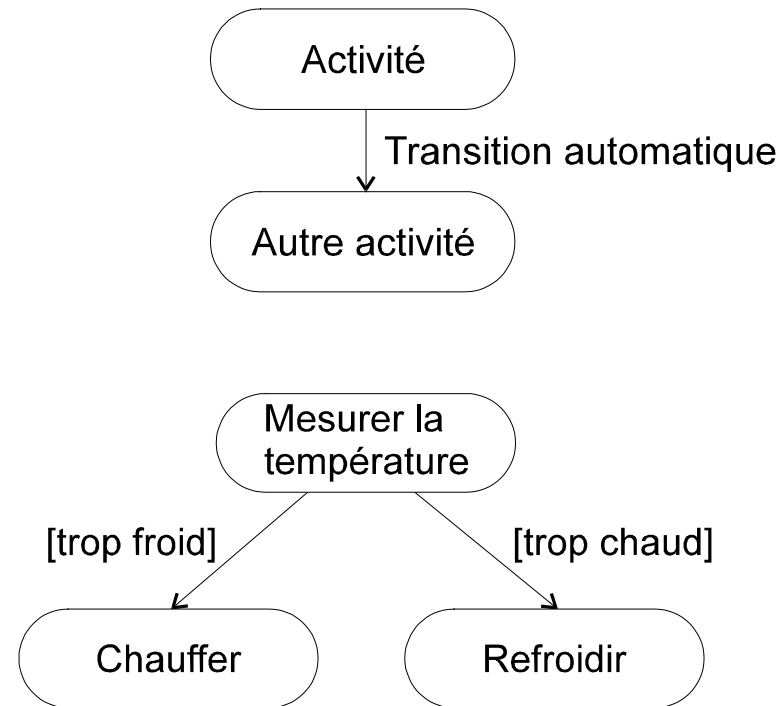 Activité
Transition automatique
Autre activité
Mesurer la
température
[trop froid]
[trop chaud]
Chauffer
Refroidir